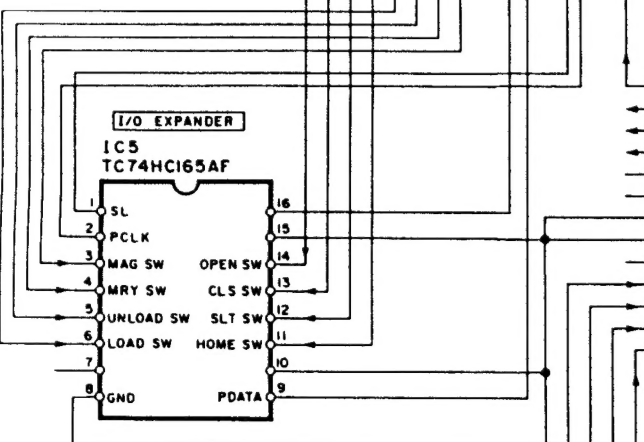 I/O EXPANDER
IC5
TC74HC165AF
1 SL 16
2 PCLK 15
3 MAG SW OPEN SW 14
4 MRY SW CLS SW 13
5 UNLOAD SW SLT SW 12
6 LOAD SW HOME SW 11
7 10
8 GND PDATA 9